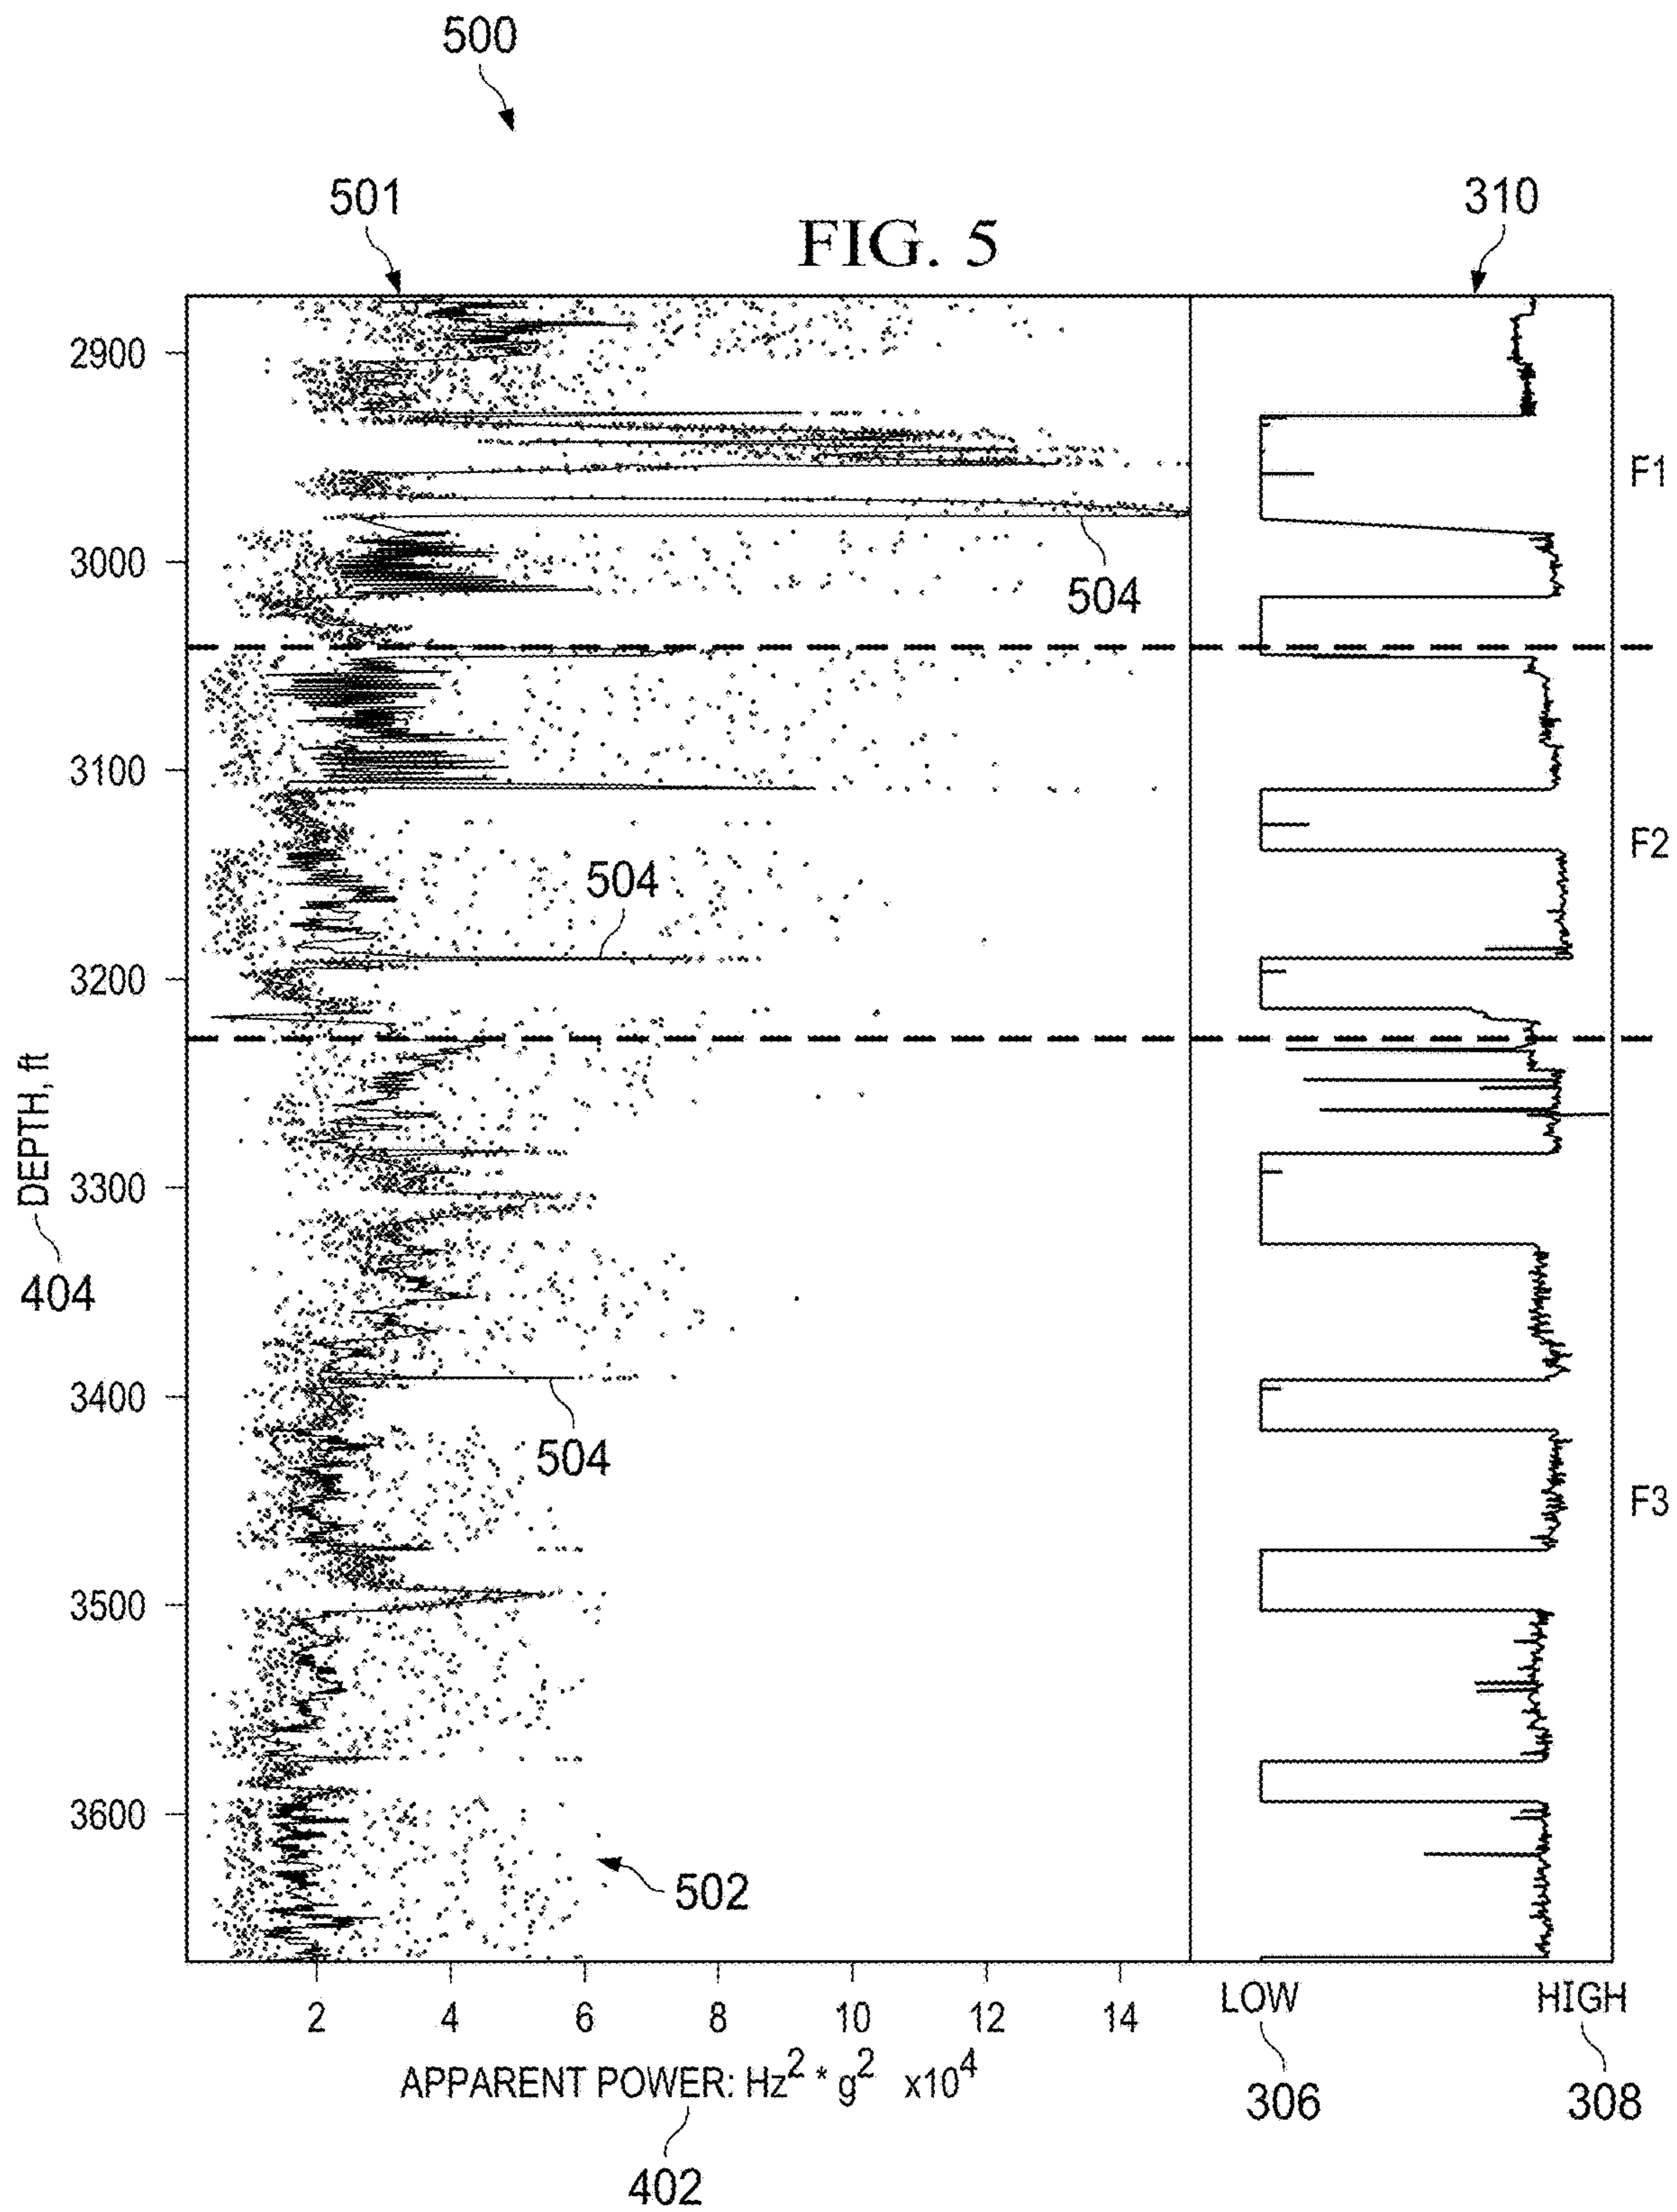 500
501
310
FIG. 5
2900
F1
3000
504
3100
F2
504
3200
DEPTH, ft
3300
404
3400
504
F3
3500
3600
502
2 4 6 8 10 12 14
LOW HIGH
APPARENT POWER: Hz² * g² x10⁴
306 308
402